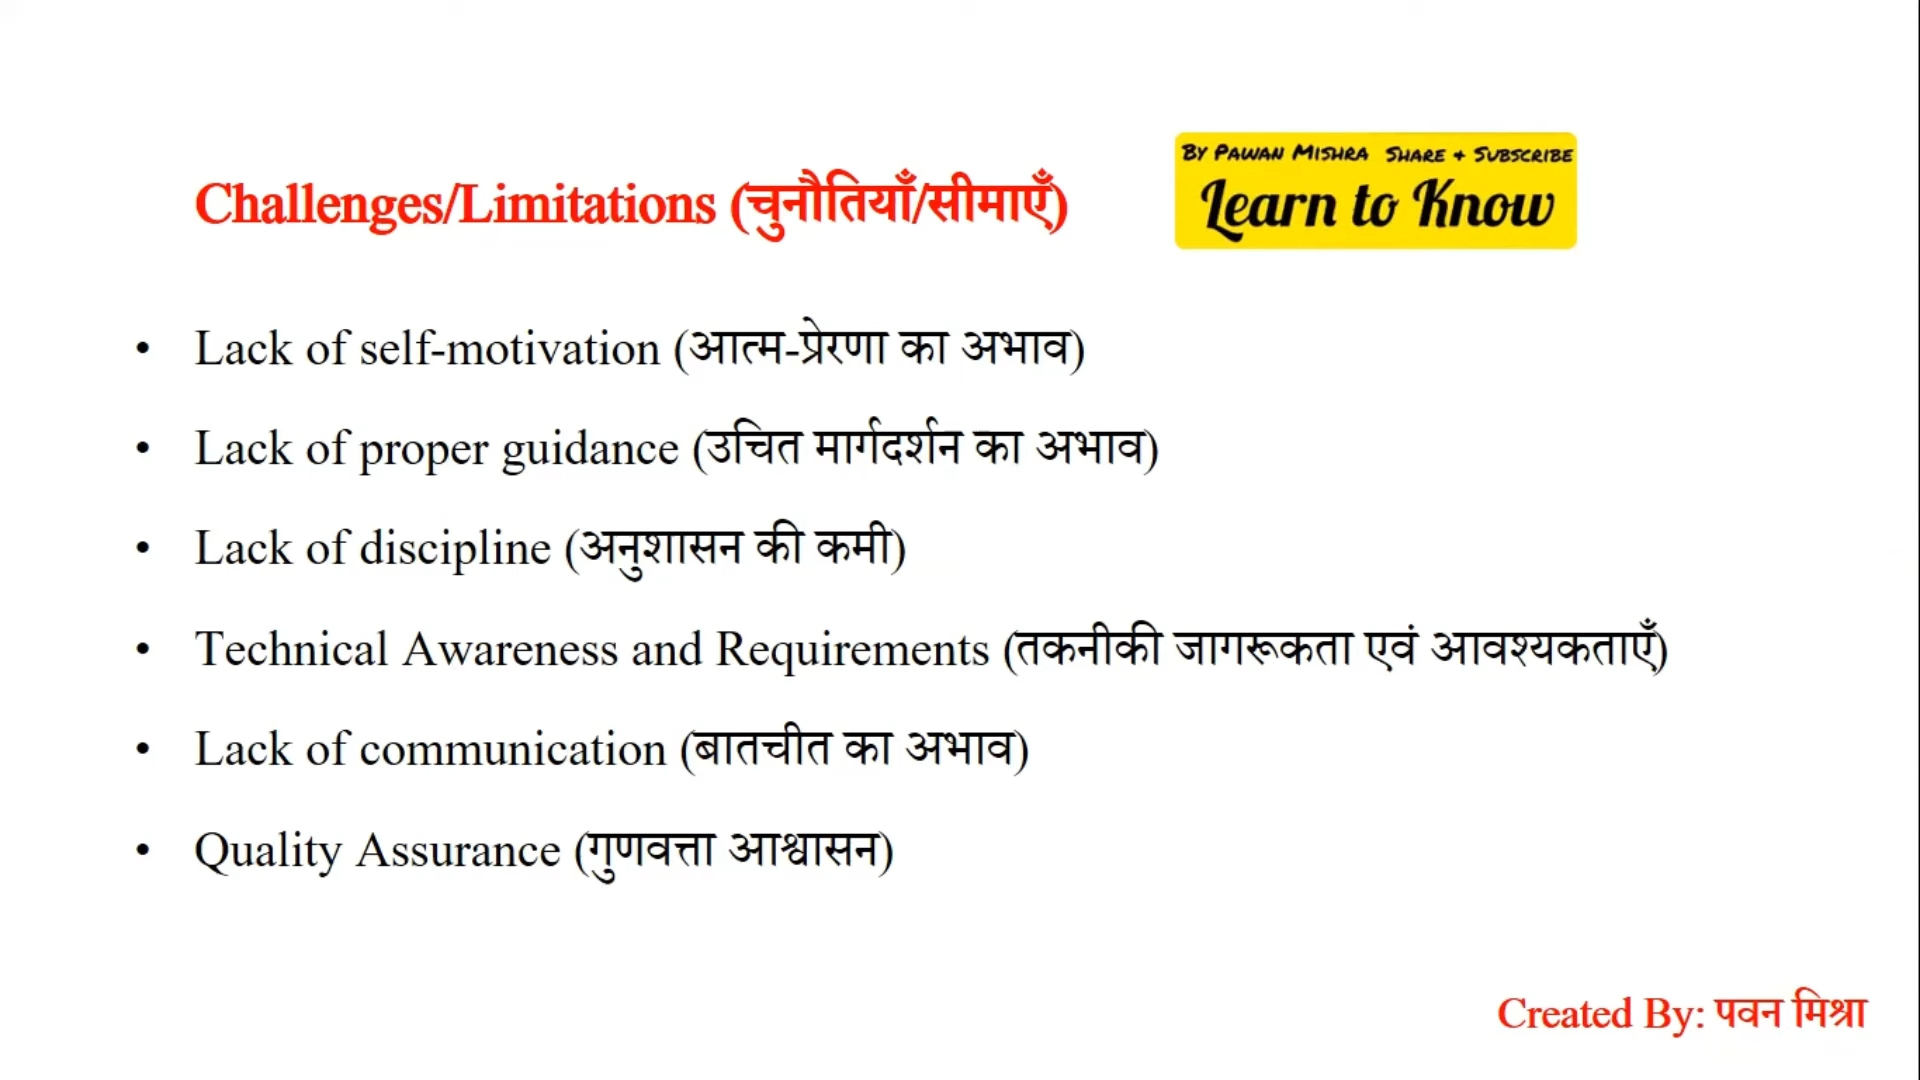 By Pawan Mishra Share + Subscribe
Learn to Know
Challenges/Limitations (चुनौतियाँ/सीमाएँ)
• Lack of self-motivation (आत्म-प्रेरणा का अभाव)
• Lack of proper guidance (उचित मार्गदर्शन का अभाव)
• Lack of discipline (अनुशासन की कमी)
• Technical Awareness and Requirements (तकनीकी जागरूकता एवं आवश्यकताएँ)
• Lack of communication (बातचीत का अभाव)
• Quality Assurance (गुणवत्ता आश्वासन)
Created By: पवन मिश्रा